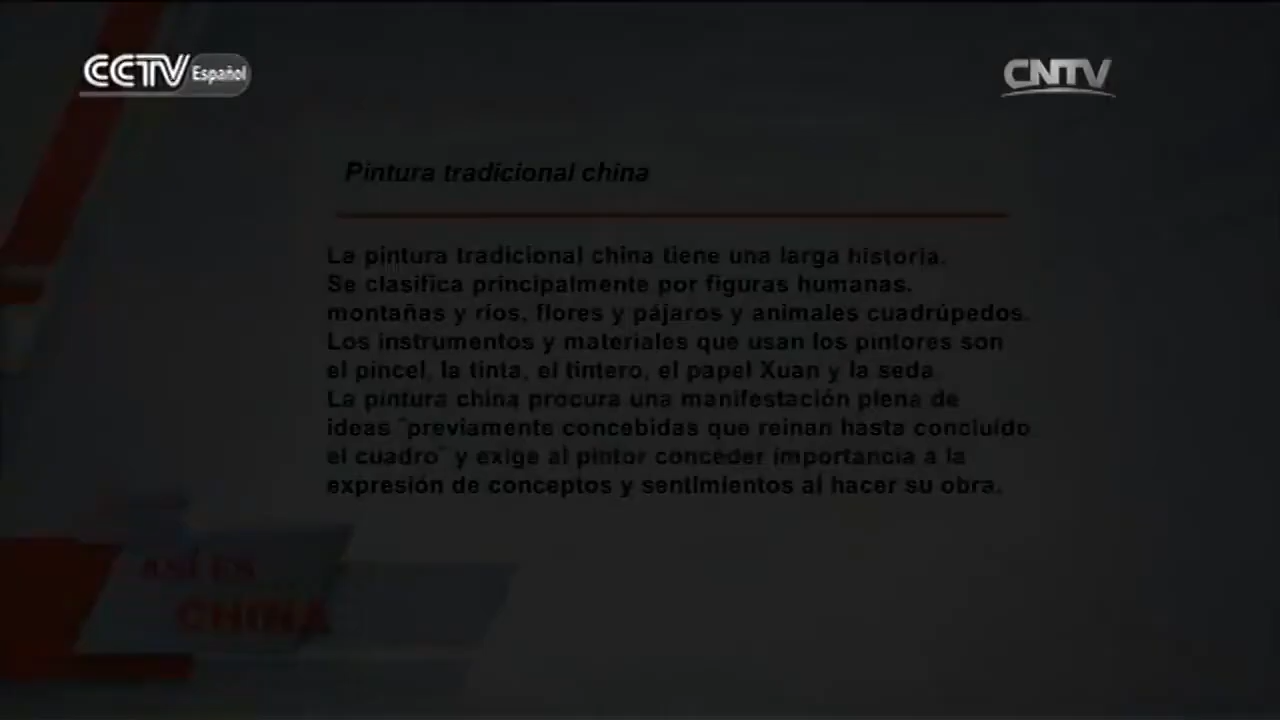 CCTV Español
CNTV
Pintura tradicional china
La pintura tradicional china tiene una larga historia.
Se clasifica principalmente por figuras humanas,
montañas y ríos, flores y pájaros y animales cuadrúpedos.
Los instrumentos y materiales que usan los pintores son
el pincel, la tinta, el tintero, el papel Xuan y la seda.
La pintura china procura una manifestación plena de
ideas "previamente concebidas que reinan hasta concluído
el cuadro" y exige al pintor conceder importancia a la
expresión de conceptos y sentimientos al hacer su obra.
ASÍ ES
CHINA